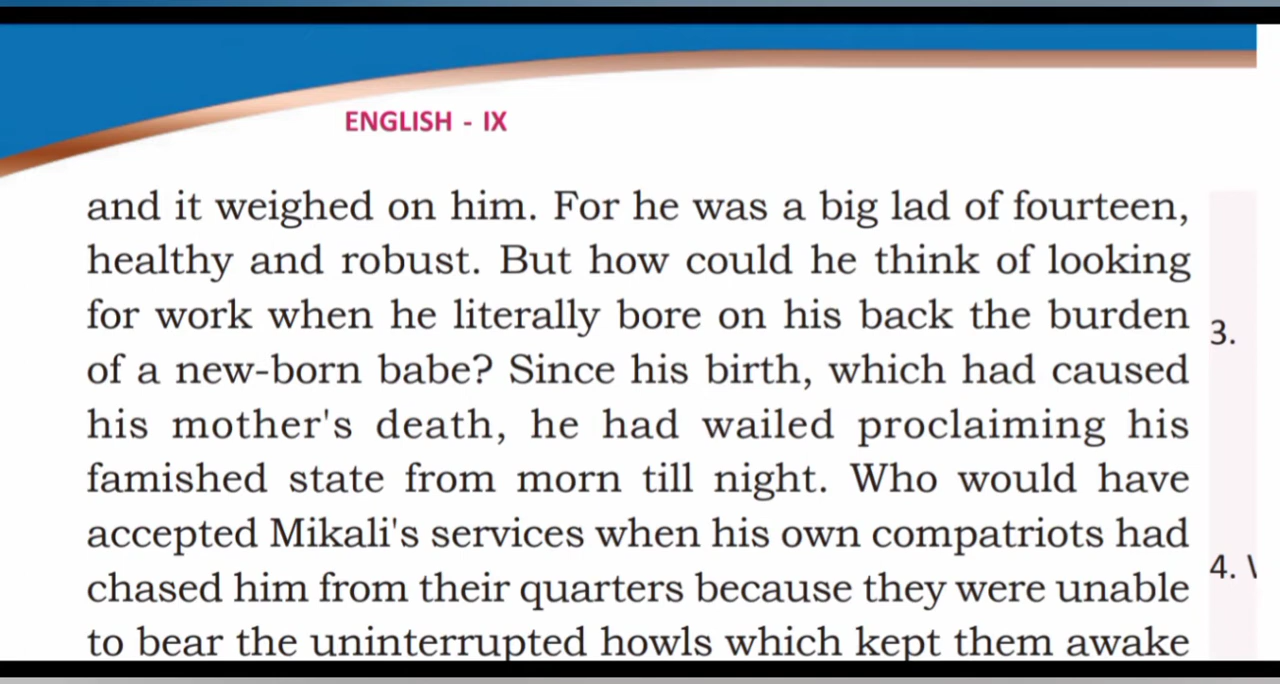 ENGLISH - IX
and it weighed on him. For he was a big lad of fourteen,
healthy and robust. But how could he think of looking
for work when he literally bore on his back the burden
of a new-born babe? Since his birth, which had caused
his mother's death, he had wailed proclaiming his
famished state from morn till night. Who would have
accepted Mikali's services when his own compatriots had
chased him from their quarters because they were unable
to bear the uninterrupted howls which kept them awake
3.
4.